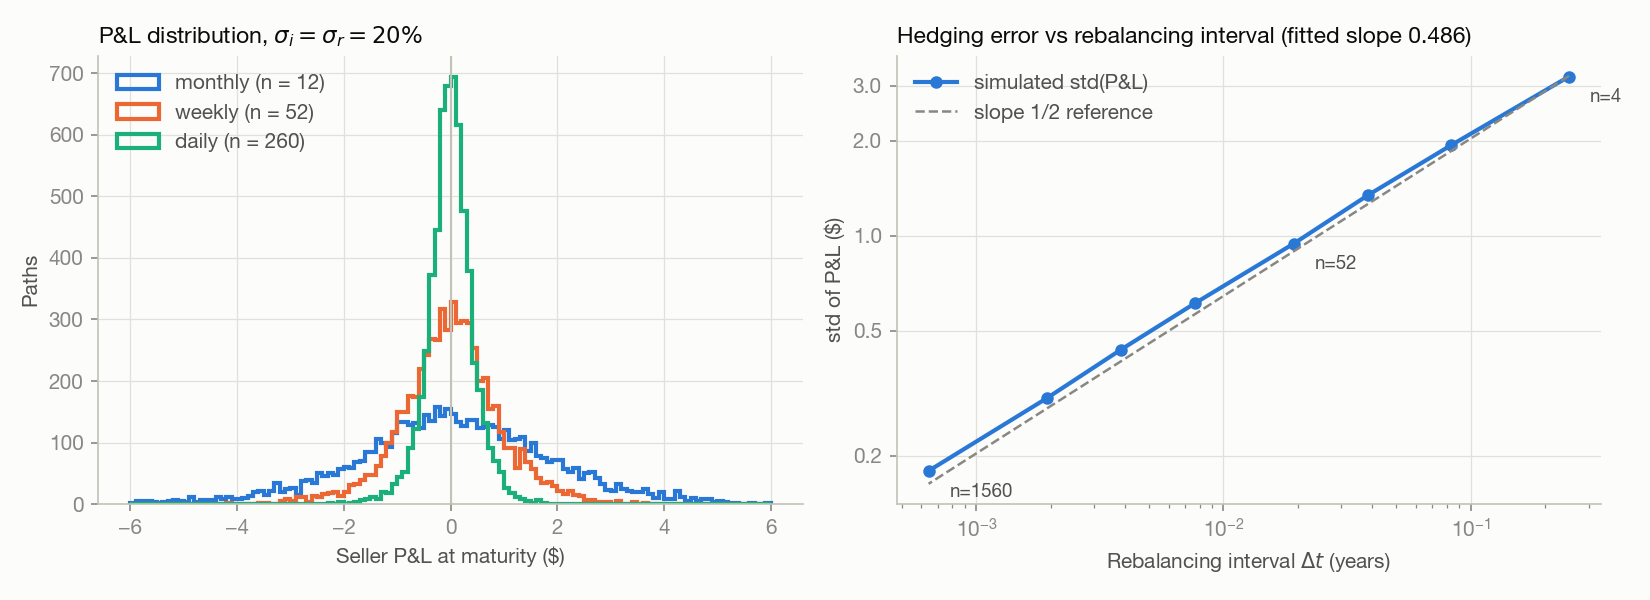 P&L distribution, σᵢ = σᵣ = 20%
monthly (n = 12)
weekly (n = 52)
daily (n = 260)
Paths
700
600
500
400
300
200
100
0
−6
−4
−2
0
2
4
6
Seller P&L at maturity ($)
Hedging error vs rebalancing interval (fitted slope 0.486)
simulated std(P&L)
slope 1/2 reference
std of P&L ($)
3.0
2.0
1.0
0.5
0.2
n=4
n=52
n=1560
10⁻³
10⁻²
10⁻¹
Rebalancing interval Δt (years)